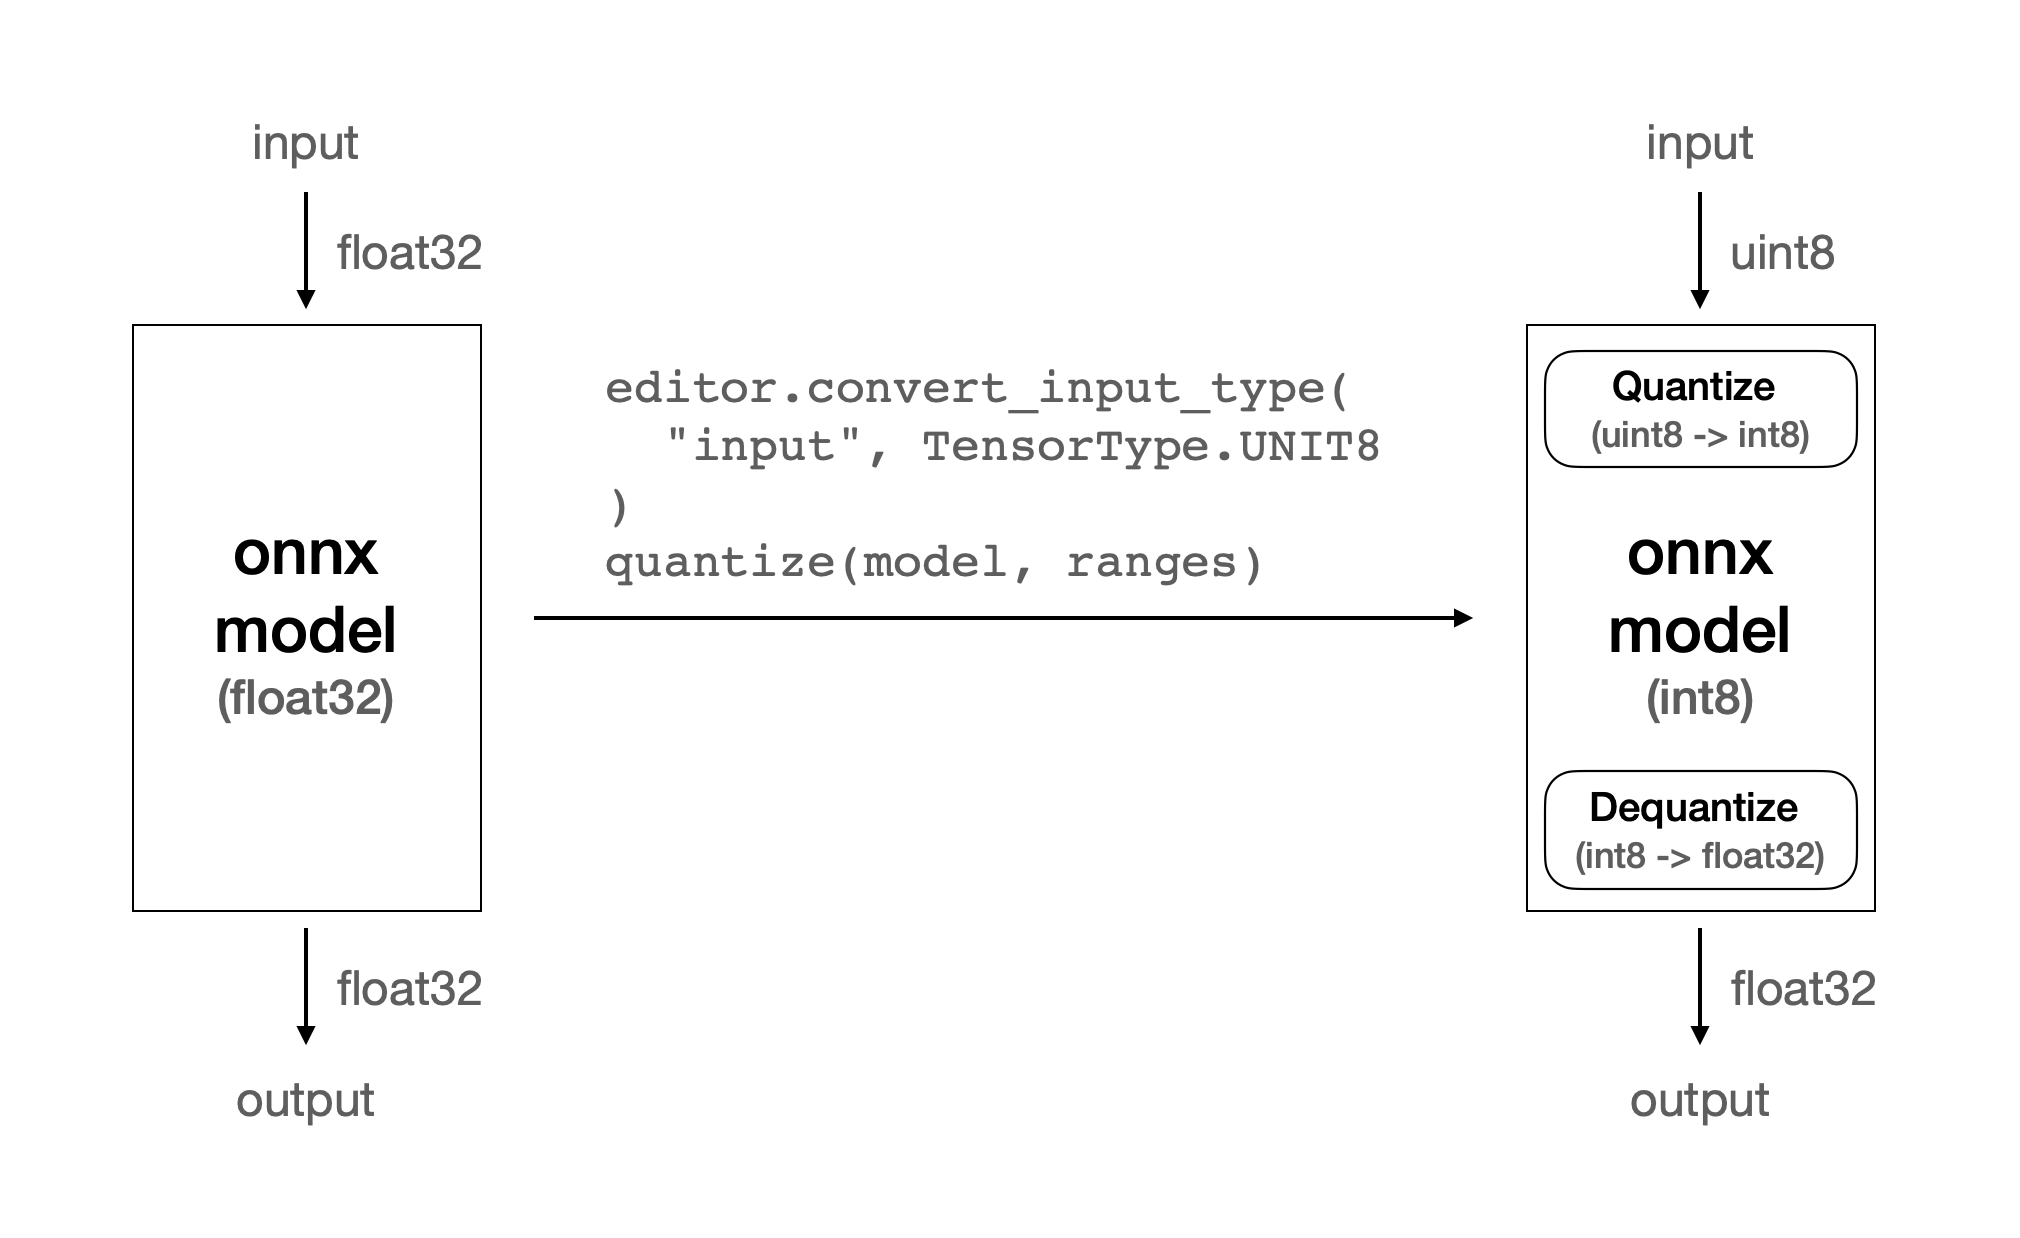 input
float32
onnx
model
(float32)
float32
output
editor.convert_input_type(
"input", TensorType.UNIT8
)
quantize(model, ranges)
input
uint8
Quantize
(uint8 -> int8)
onnx
model
(int8)
Dequantize
(int8 -> float32)
float32
output